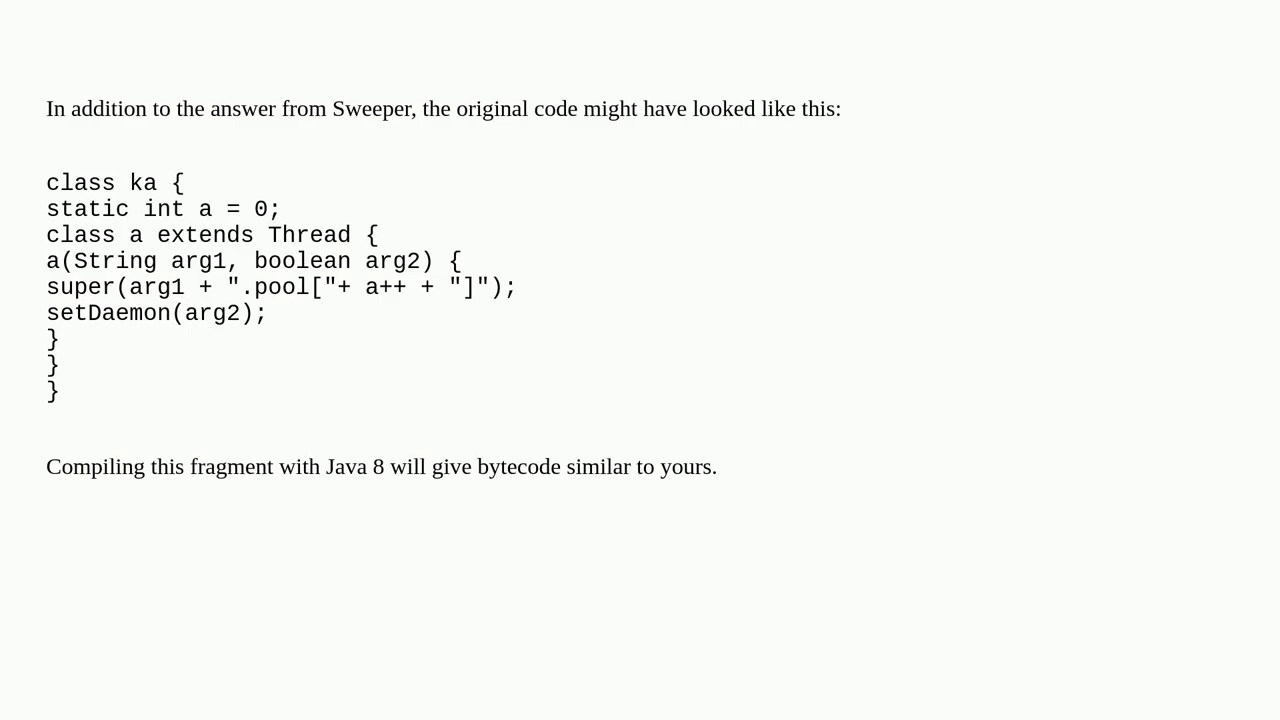 In addition to the answer from Sweeper, the original code might have looked like this:
class ka {
static int a = 0;
class a extends Thread {
a(String arg1, boolean arg2) {
super(arg1 + ".pool["+ a++ + "]");
setDaemon(arg2);
}
}
}
Compiling this fragment with Java 8 will give bytecode similar to yours.